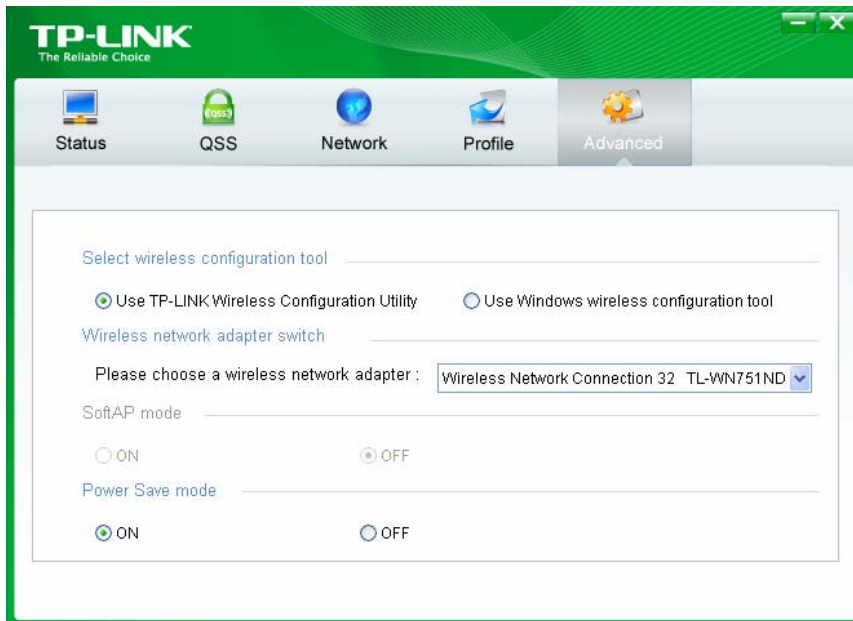 TP-LINK
The Reliable Choice
Status
QSS
QSS
Network
Profile
Advanced
Select wireless configuration tool
Use TP-LINK Wireless Configuration Utility
Use Windows wireless configuration tool
Wireless network adapter switch
Please choose a wireless network adapter :
Wireless Network Connection 32 TL-WN751ND
SoftAP mode
ON
OFF
Power Save mode
ON
OFF